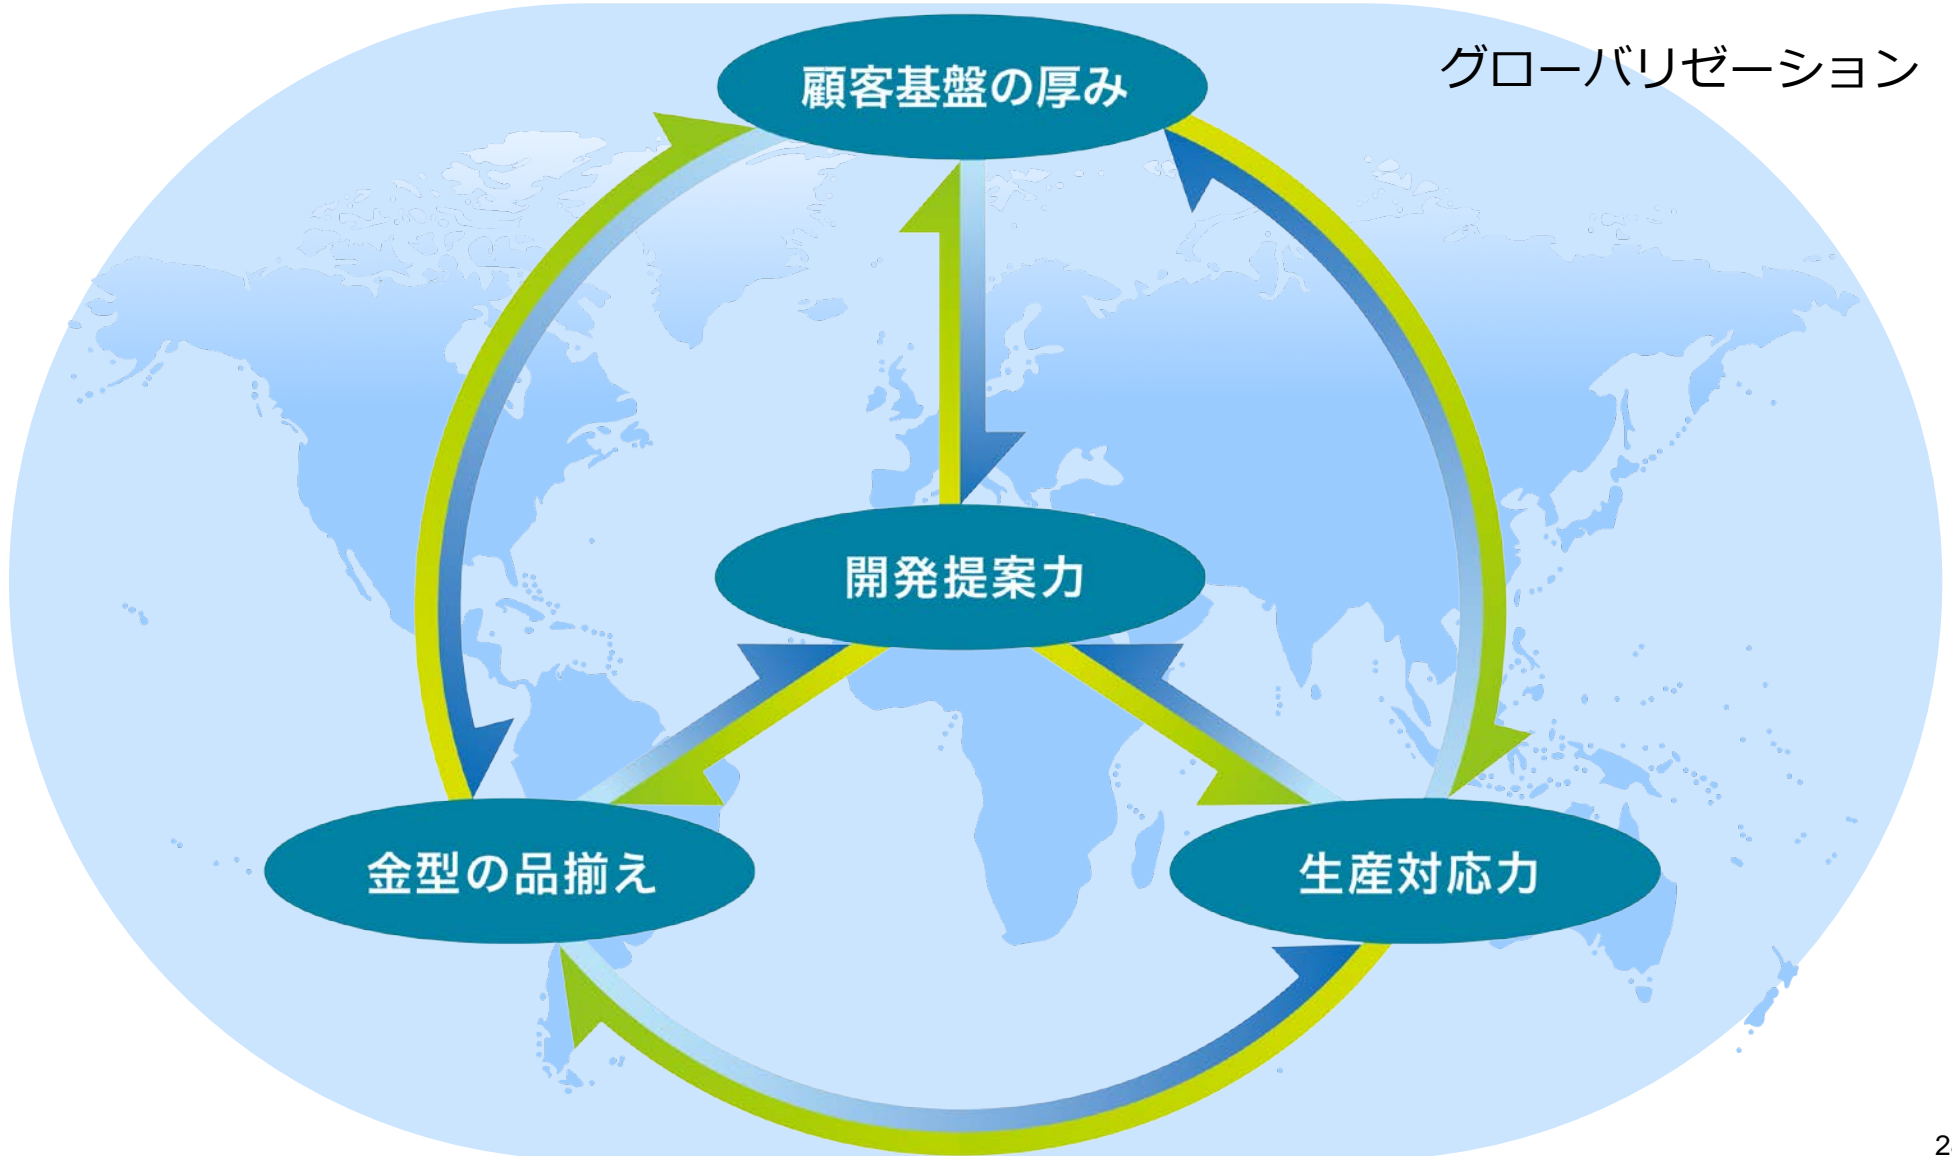 グローバリゼーション
顧客基盤の厚み
開発提案力
金型の品揃え
生産対応力
2